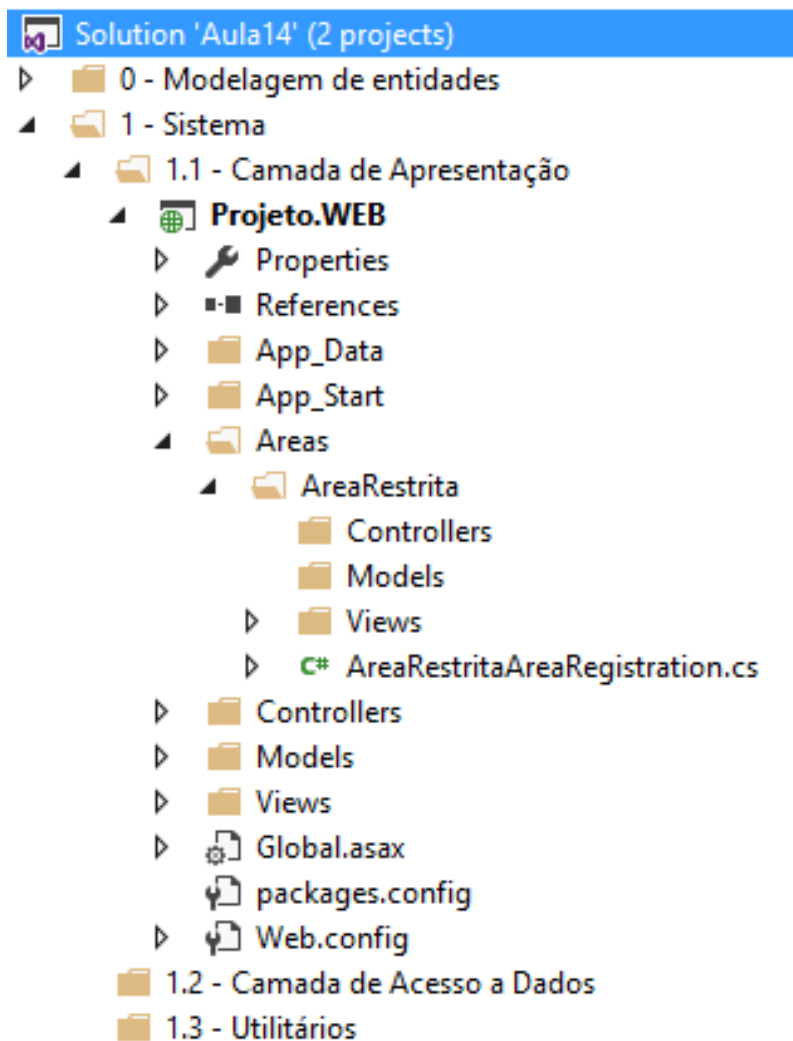 Solution 'Aula14' (2 projects)
0 - Modelagem de entidades
1 - Sistema
1.1 - Camada de Apresentação
Projeto.WEB
Properties
References
App_Data
App_Start
Areas
AreaRestrita
Controllers
Models
Views
C# AreaRestritaAreaRegistration.cs
Controllers
Models
Views
Global.asax
packages.config
Web.config
1.2 - Camada de Acesso a Dados
1.3 - Utilitários